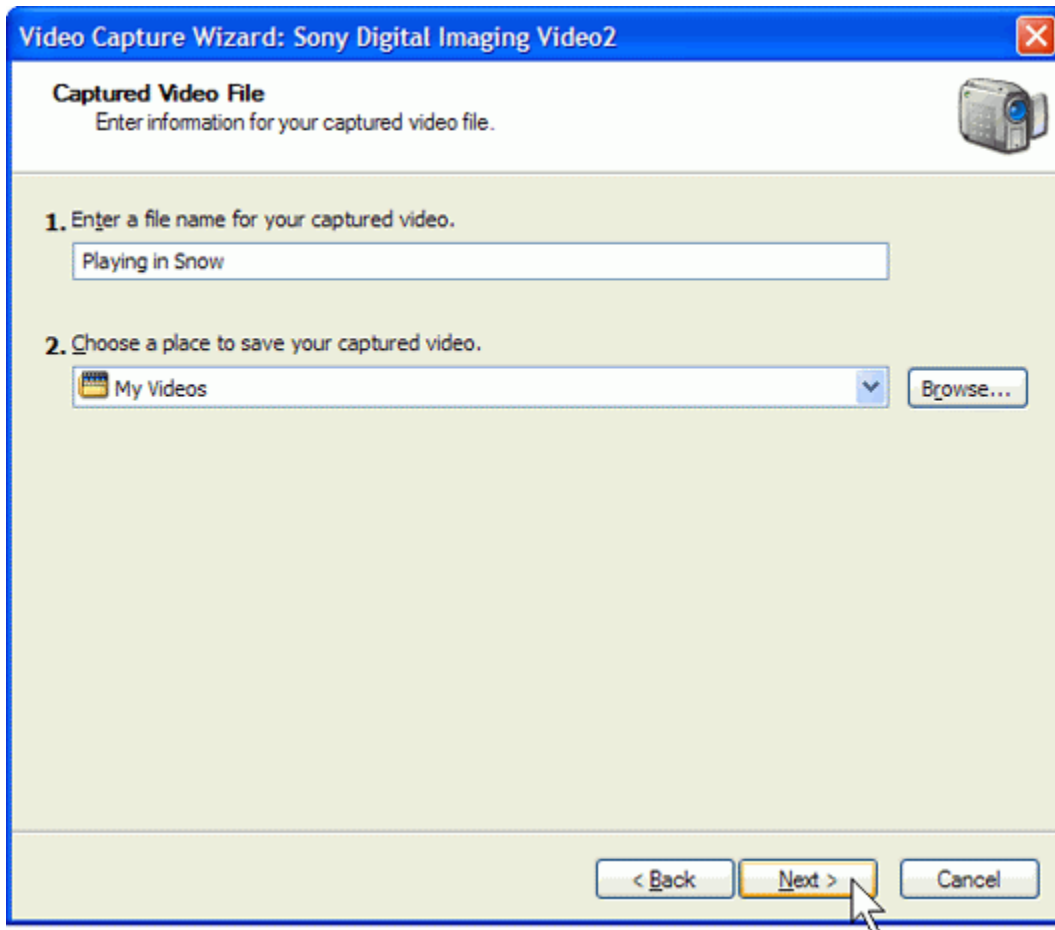 Video Capture Wizard: Sony Digital Imaging Video2
Captured Video File
Enter information for your captured video file.
1. Enter a file name for your captured video.
Playing in Snow
2. Choose a place to save your captured video.
My Videos
Browse...
< Back
Next >
Cancel